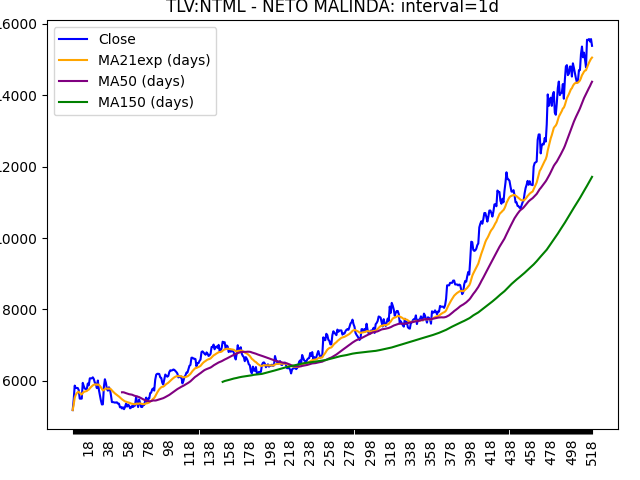 TLV:NTML - NETO MALINDA: interval=1d
Close
MA21exp (days)
MA50 (days)
MA150 (days)
16000
14000
12000
10000
8000
6000
18 38 58 78 98 118 138 158 178 198 218 238 258 278 298 318 338 358 378 398 418 438 458 478 498 518